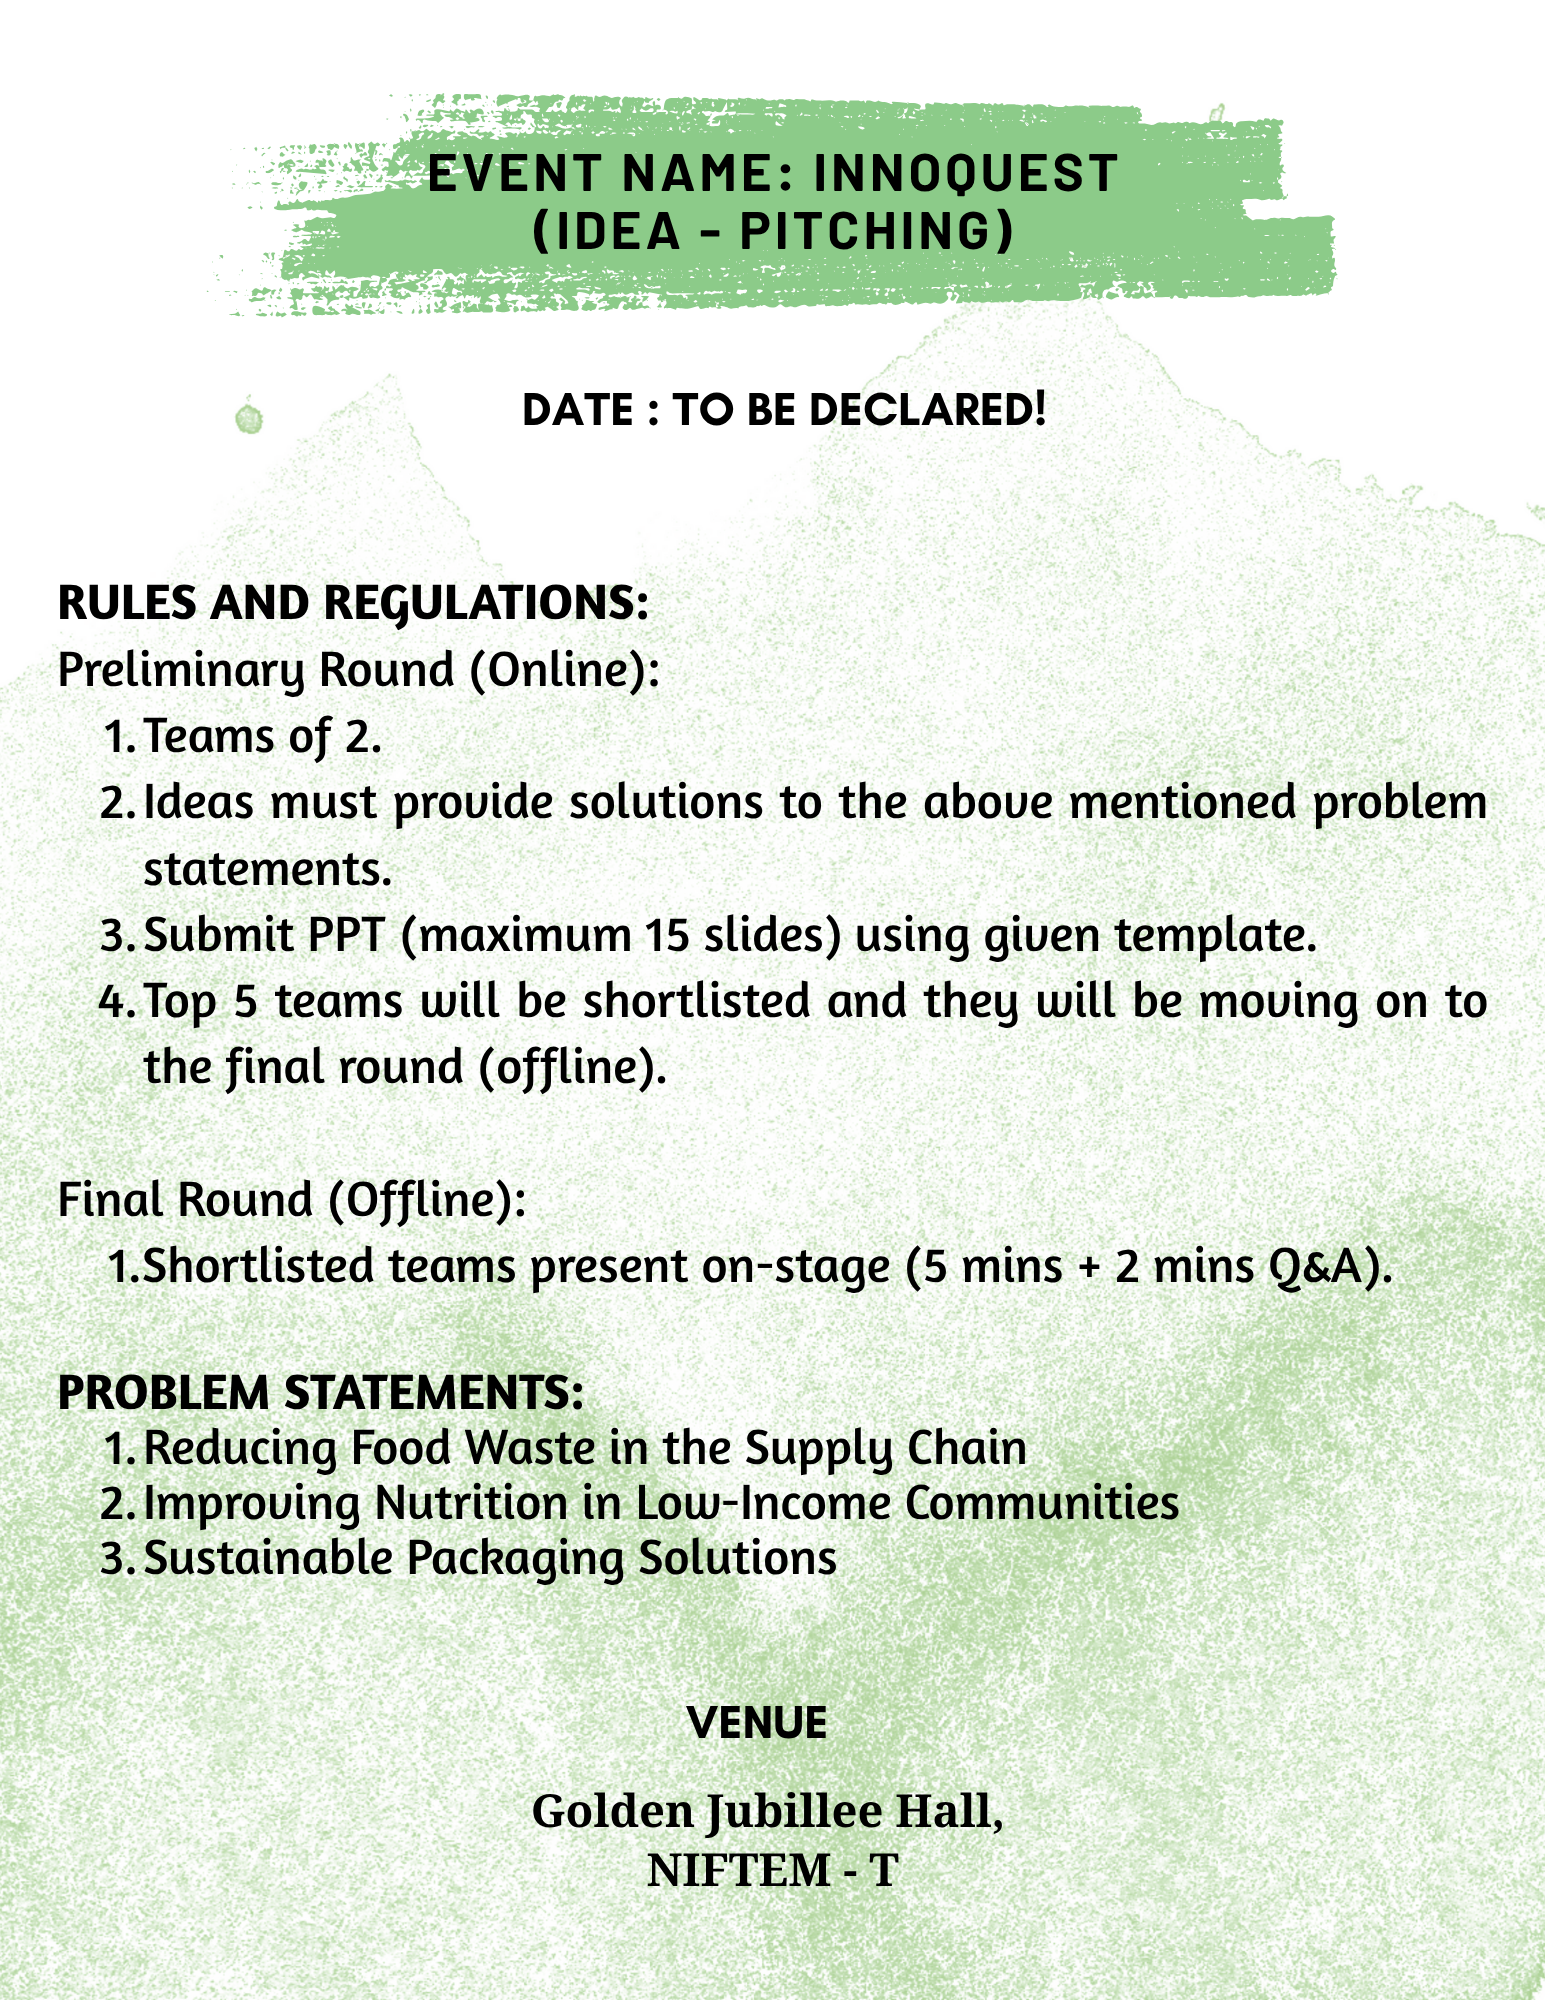 EVENT NAME: INNOQUEST
(IDEA - PITCHING)
DATE : TO BE DECLARED!
RULES AND REGULATIONS:
Preliminary Round (Online):
1. Teams of 2.
2. Ideas must provide solutions to the above mentioned problem
statements.
3. Submit PPT (maximum 15 slides) using given template.
4. Top 5 teams will be shortlisted and they will be moving on to
the final round (offline).
Final Round (Offline):
1. Shortlisted teams present on-stage (5 mins + 2 mins Q&A).
PROBLEM STATEMENTS:
1. Reducing Food Waste in the Supply Chain
2. Improving Nutrition in Low-Income Communities
3. Sustainable Packaging Solutions
VENUE
Golden Jubillee Hall,
NIFTEM - T